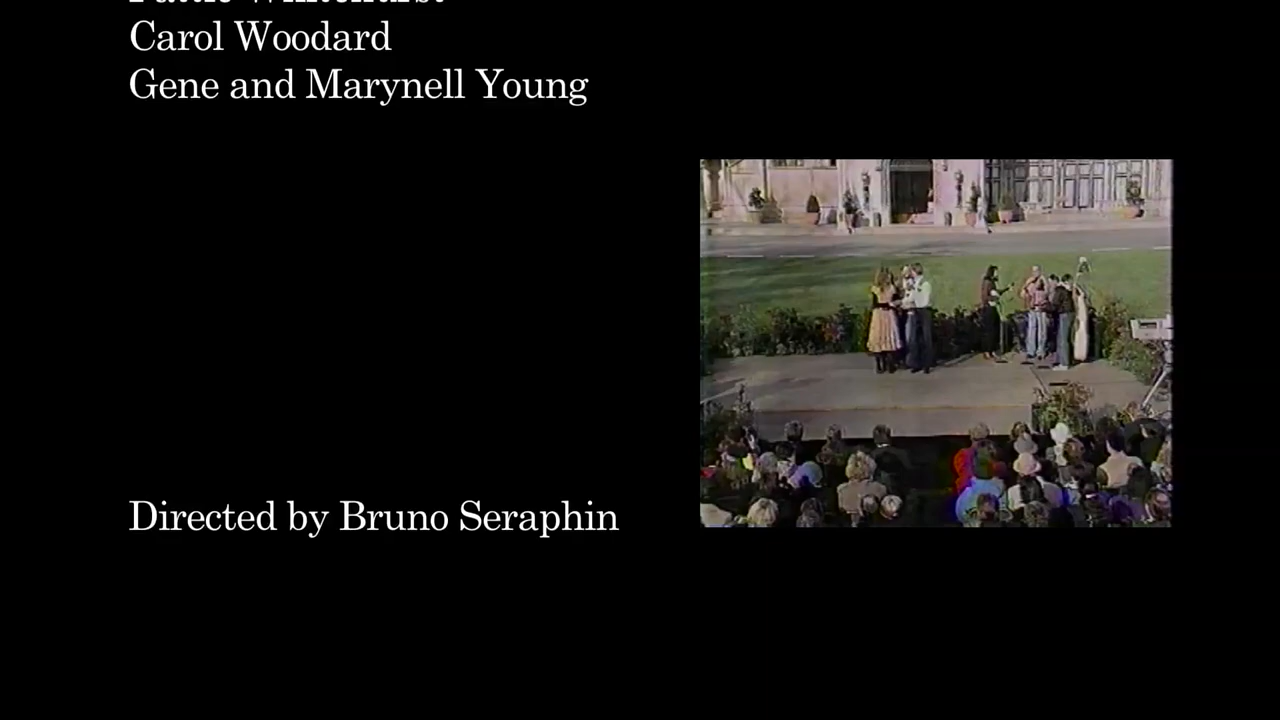 Carol Woodard
Gene and Marynell Young
Directed by Bruno Seraphin